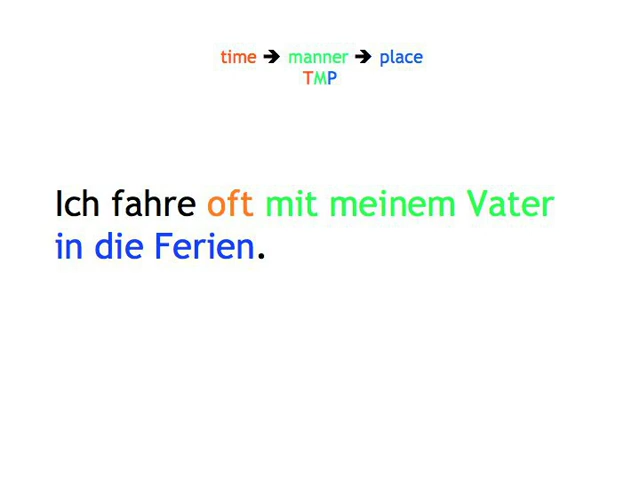 time ➔ manner ➔ place
TMP
Ich fahre oft mit meinem Vater
in die Ferien.